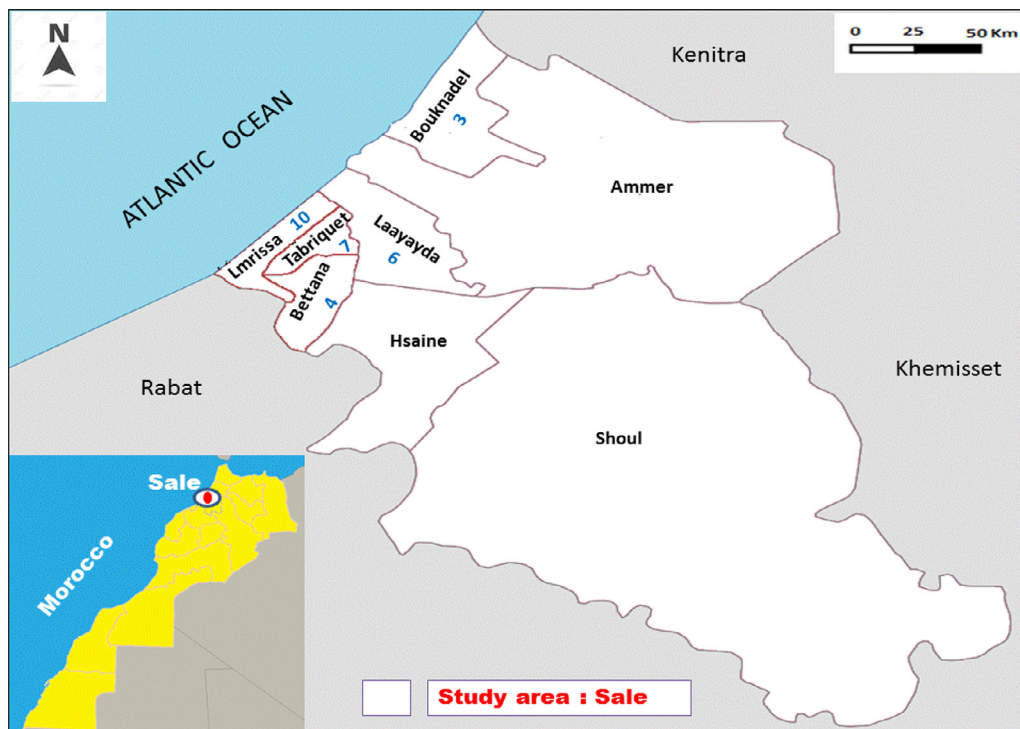 N
0 25 50 Km
Kenitra
ATLANTIC OCEAN
Bouknadel
3
Ammer
Lmrissa
10
Tabriquet
7
Laayayda
6
Bettana
4
Hsaine
Rabat
Khemisset
Shoul
Sale
Morocco
Study area : Sale